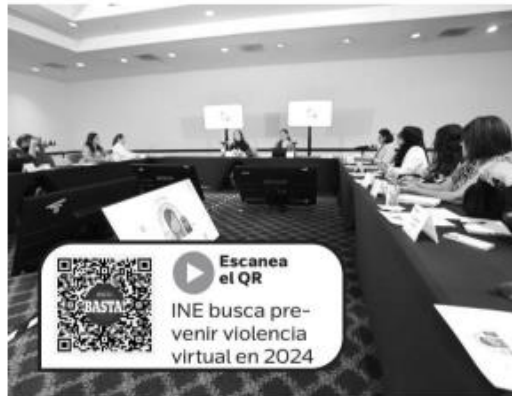 BASTA!
Escanea
el QR
INE busca pre-
venir violencia
virtual en 2024